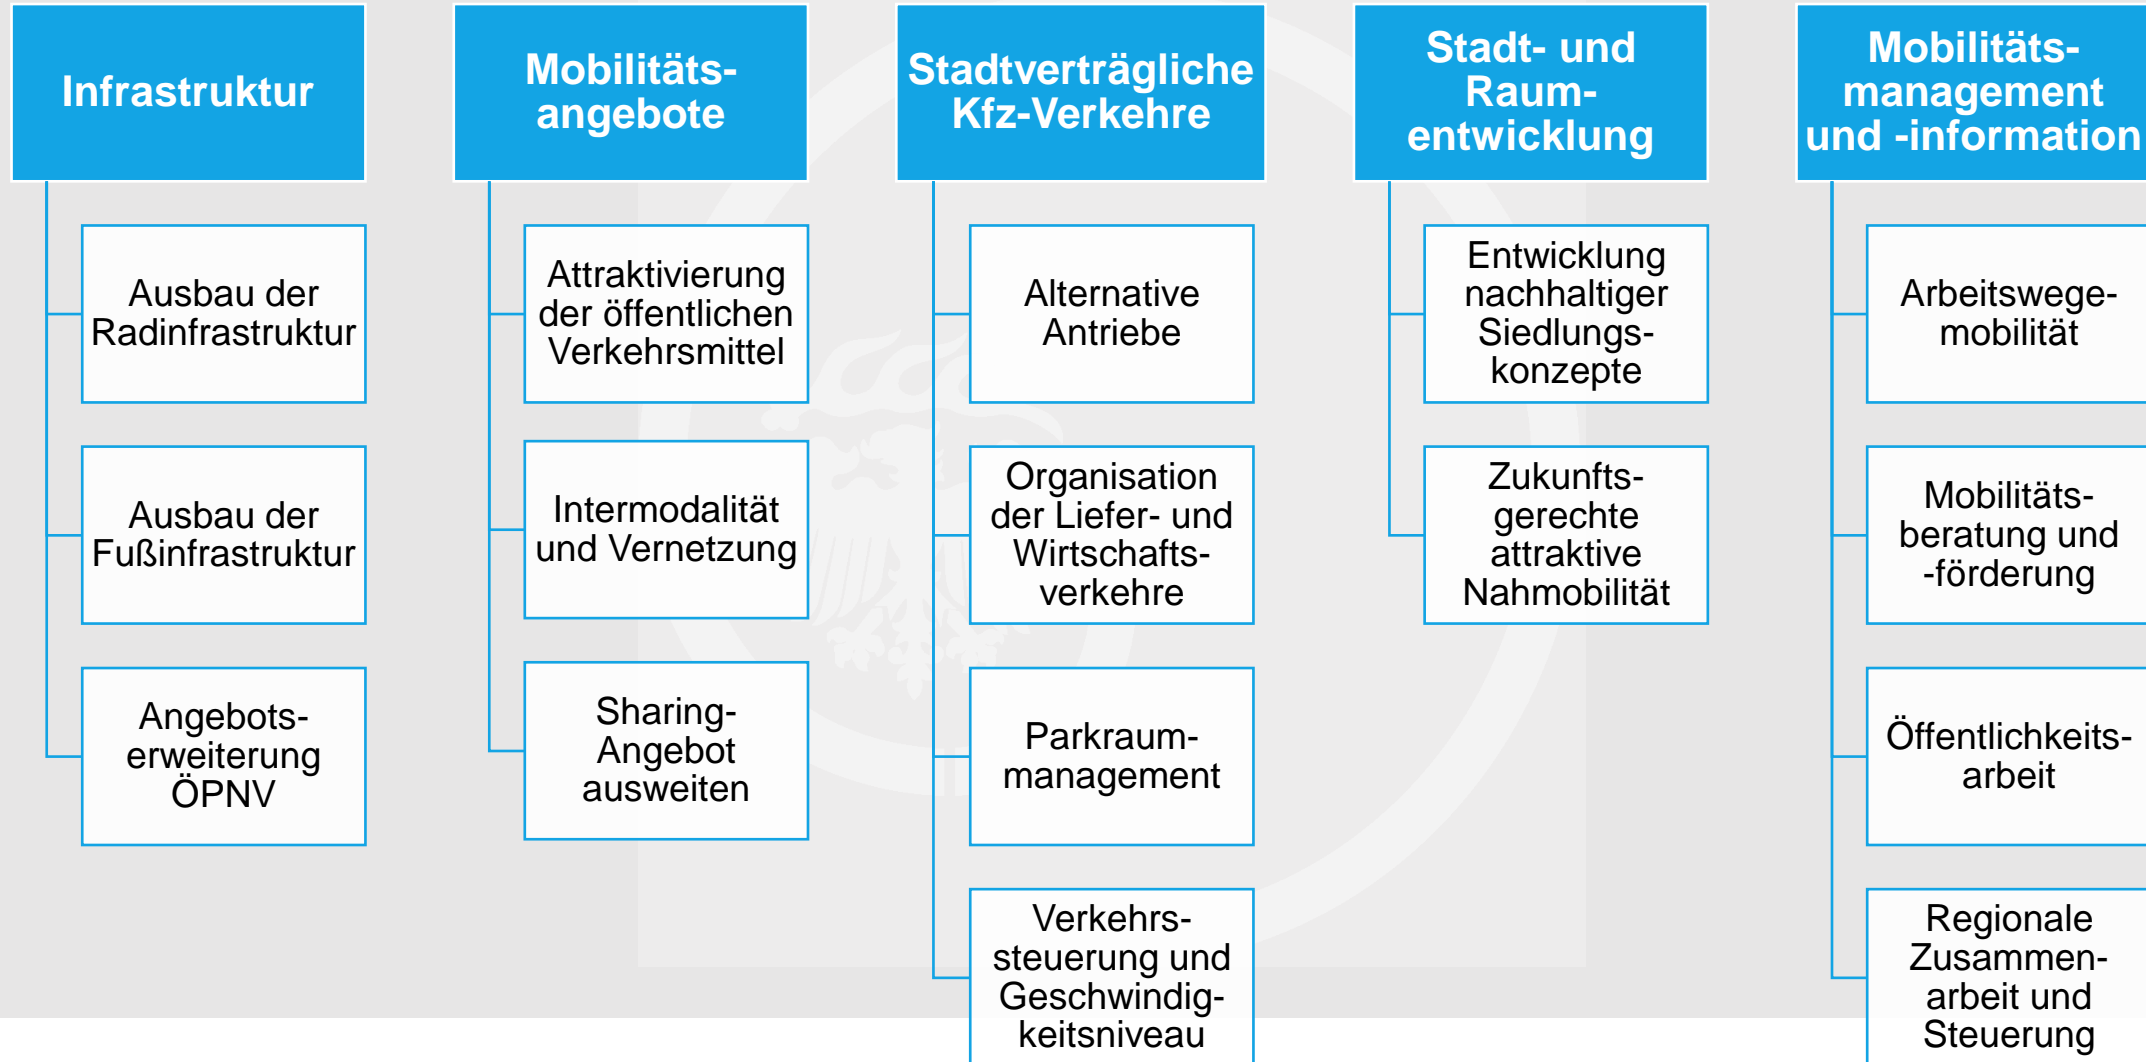 Infrastruktur
Ausbau der
Radinfrastruktur
Ausbau der
Fußinfrastruktur
Angebots-
erweiterung
ÖPNV
Mobilitäts-
angebote
Attraktivierung
der öffentlichen
Verkehrsmittel
Intermodalität
und Vernetzung
Sharing-
Angebot
ausweiten
Stadtverträgliche
Kfz-Verkehre
Alternative
Antriebe
Organisation
der Liefer- und
Wirtschafts-
verkehre
Parkraum-
management
Verkehrs-
steuerung und
Geschwindig-
keitsniveau
Stadt- und
Raum-
entwicklung
Entwicklung
nachhaltiger
Siedlungs-
konzepte
Zukunfts-
gerechte
attraktive
Nahmobilität
Mobilitäts-
management
und -information
Arbeitswege-
mobilität
Mobilitäts-
beratung und
-förderung
Öffentlichkeits-
arbeit
Regionale
Zusammen-
arbeit und
Steuerung